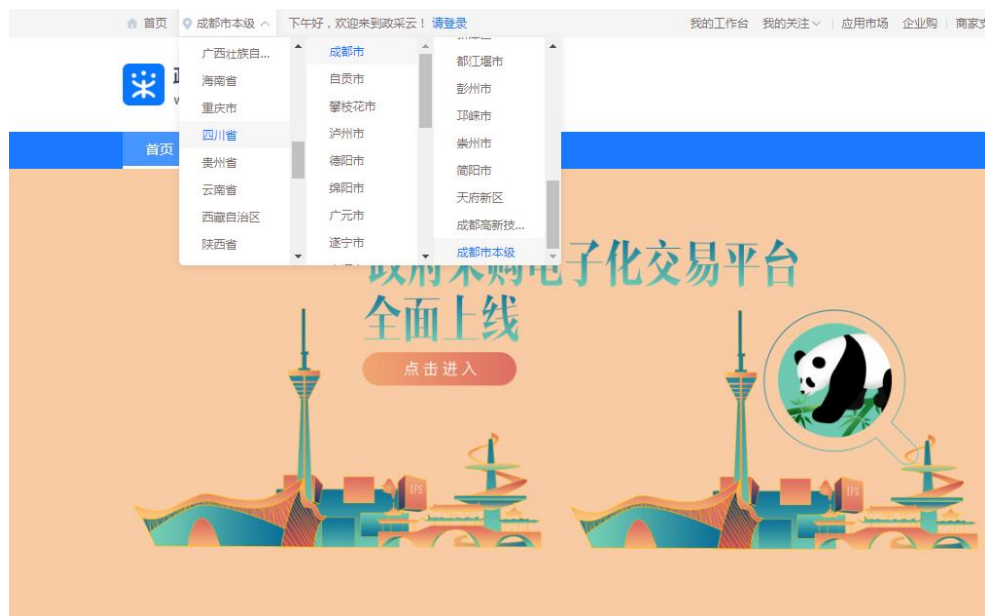 首页 成都市本级 下午好，欢迎来到政采云！请登录 我的工作台 我的关注 应用市场 企业购 商家支
广西壮族自...
海南省
重庆市
四川省
贵州省
云南省
西藏自治区
陕西省
成都市
自贡市
攀枝花市
泸州市
德阳市
绵阳市
广元市
遂宁市
都江堰市
彭州市
邛崃市
崇州市
简阳市
天府新区
成都高新技...
成都市本级
采
首页
政府采购电子化交易平台
全面上线
点击进入
IFS
IFS